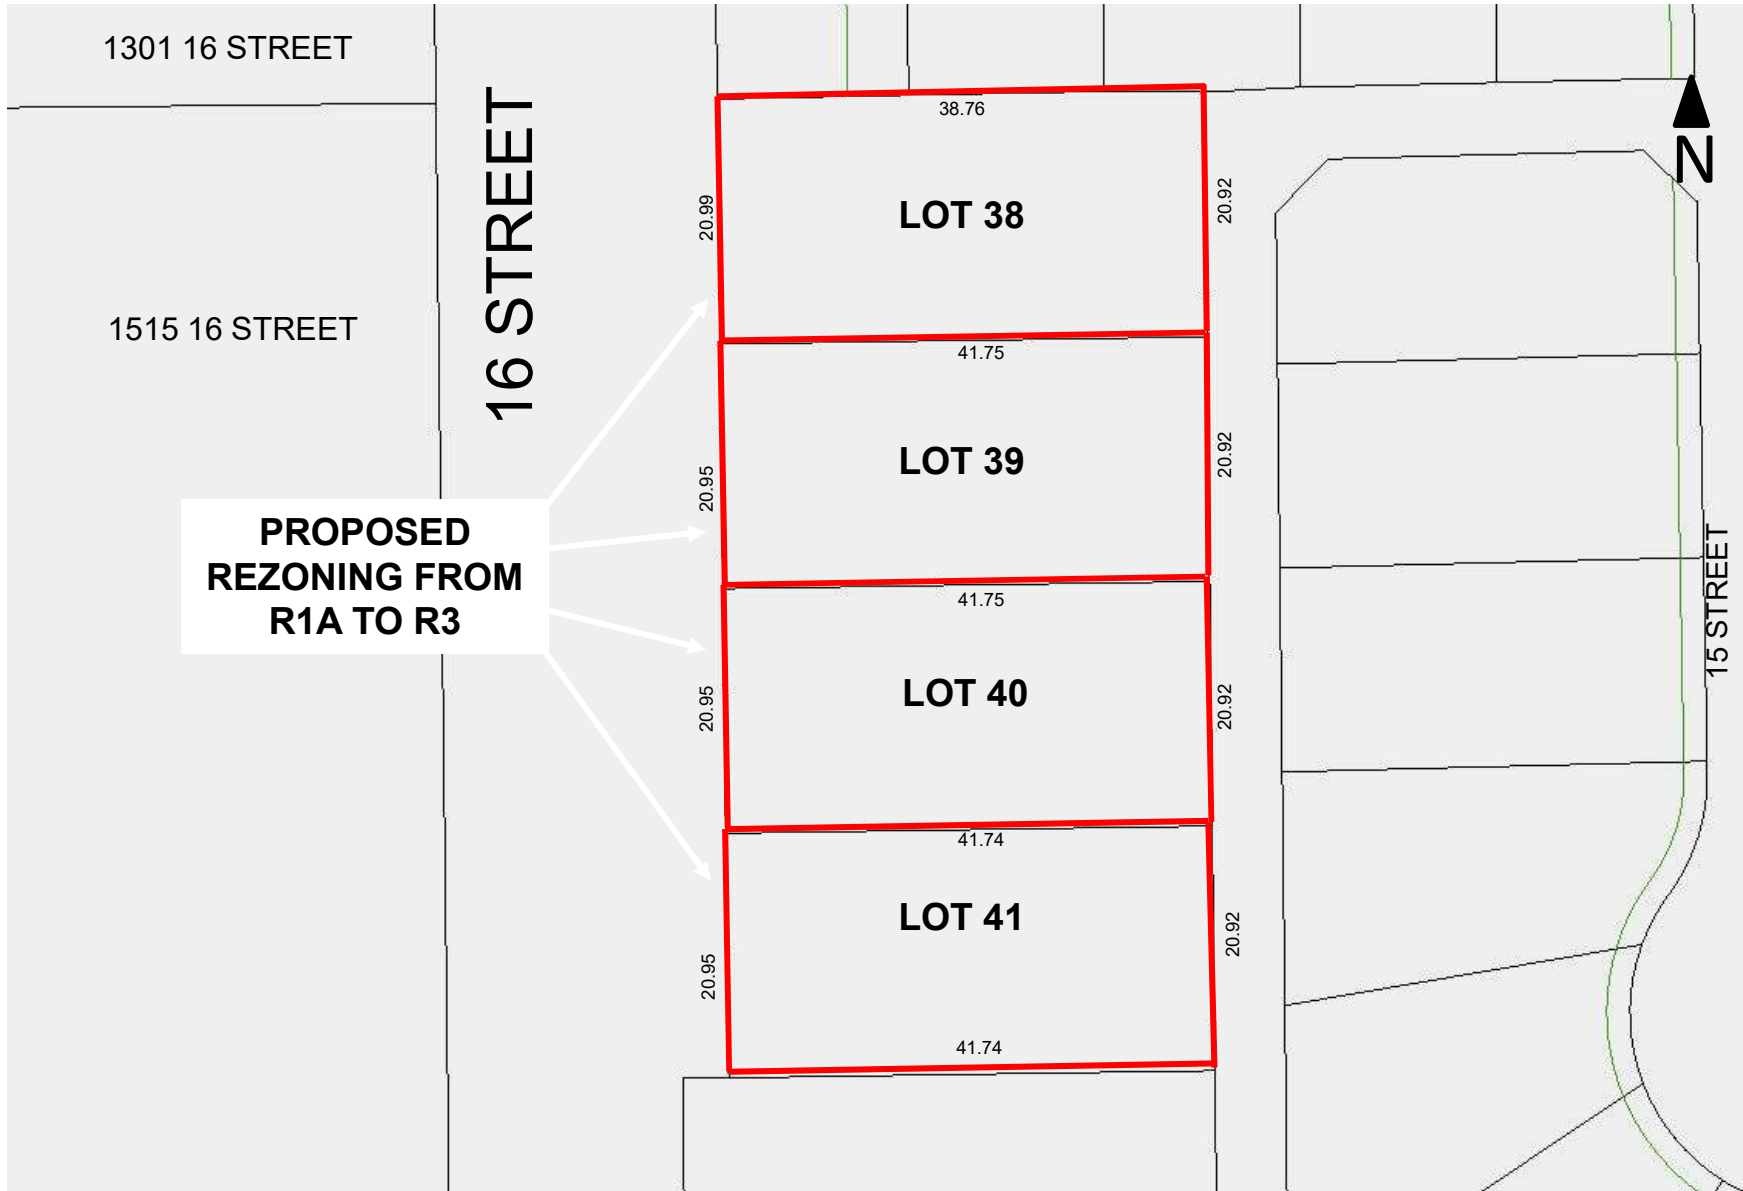 1301 16 STREET
16 STREET
N
38.76
20.99
LOT 38
20.92
1515 16 STREET
41.75
20.95
LOT 39
20.92
PROPOSED
REZONING FROM
R1A TO R3
15 STREET
41.75
20.95
LOT 40
20.92
41.74
20.95
LOT 41
20.92
41.74